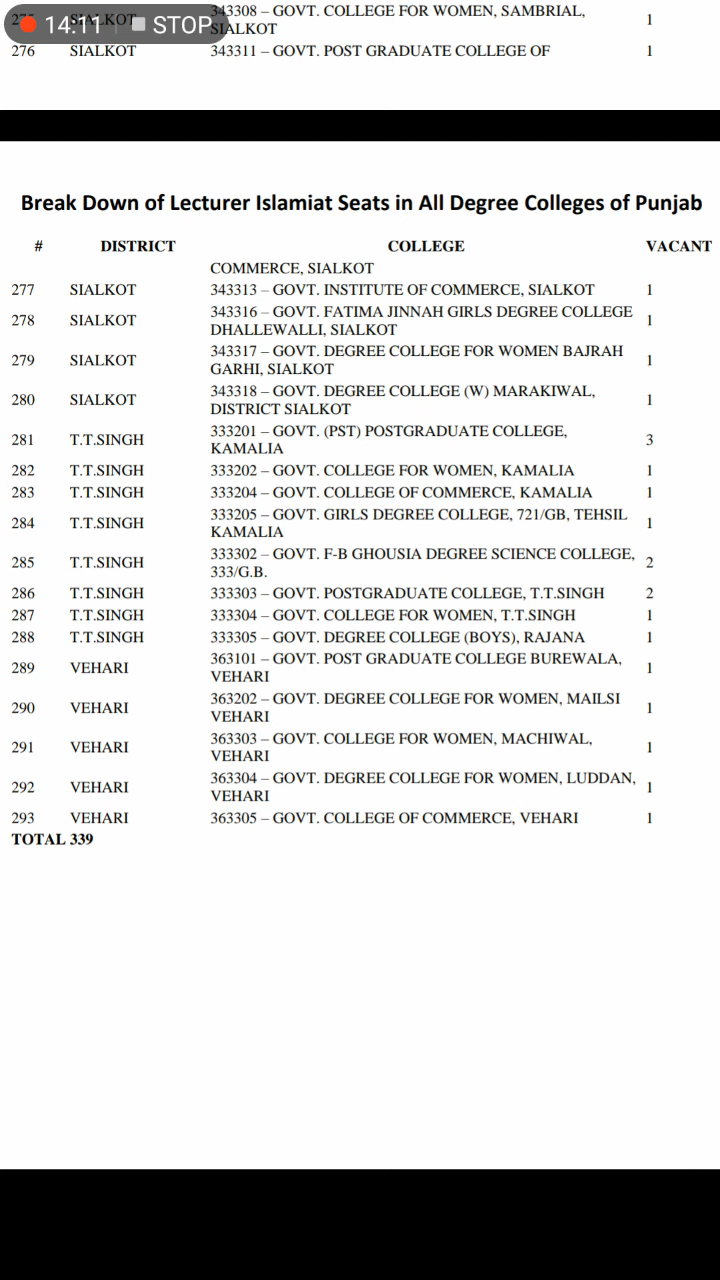 343308 – GOVT. COLLEGE FOR WOMEN, SAMBRIAL,
275 SIALKOT SIALKOT 1
14:11 STOP
276 SIALKOT 343311 – GOVT. POST GRADUATE COLLEGE OF 1
Break Down of Lecturer Islamiat Seats in All Degree Colleges of Punjab
# DISTRICT COLLEGE VACANT
COMMERCE, SIALKOT
277 SIALKOT 343313 – GOVT. INSTITUTE OF COMMERCE, SIALKOT 1
278 SIALKOT 343316 – GOVT. FATIMA JINNAH GIRLS DEGREE COLLEGE 1
DHALLEWALLI, SIALKOT
279 SIALKOT 343317 – GOVT. DEGREE COLLEGE FOR WOMEN BAJRAH 1
GARHI, SIALKOT
280 SIALKOT 343318 – GOVT. DEGREE COLLEGE (W) MARAKIWAL, 1
DISTRICT SIALKOT
281 T.T.SINGH 333201 – GOVT. (PST) POSTGRADUATE COLLEGE, 3
KAMALIA
282 T.T.SINGH 333202 – GOVT. COLLEGE FOR WOMEN, KAMALIA 1
283 T.T.SINGH 333204 – GOVT. COLLEGE OF COMMERCE, KAMALIA 1
284 T.T.SINGH 333205 – GOVT. GIRLS DEGREE COLLEGE, 721/GB, TEHSIL 1
KAMALIA
285 T.T.SINGH 333302 – GOVT. F-B GHOUSIA DEGREE SCIENCE COLLEGE, 2
333/G.B.
286 T.T.SINGH 333303 – GOVT. POSTGRADUATE COLLEGE, T.T.SINGH 2
287 T.T.SINGH 333304 – GOVT. COLLEGE FOR WOMEN, T.T.SINGH 1
288 T.T.SINGH 333305 – GOVT. DEGREE COLLEGE (BOYS), RAJANA 1
289 VEHARI 363101 – GOVT. POST GRADUATE COLLEGE BUREWALA, 1
VEHARI
290 VEHARI 363202 – GOVT. DEGREE COLLEGE FOR WOMEN, MAILSI 1
VEHARI
291 VEHARI 363303 – GOVT. COLLEGE FOR WOMEN, MACHIWAL, 1
VEHARI
292 VEHARI 363304 – GOVT. DEGREE COLLEGE FOR WOMEN, LUDDAN, 1
VEHARI
293 VEHARI 363305 – GOVT. COLLEGE OF COMMERCE, VEHARI 1
TOTAL 339